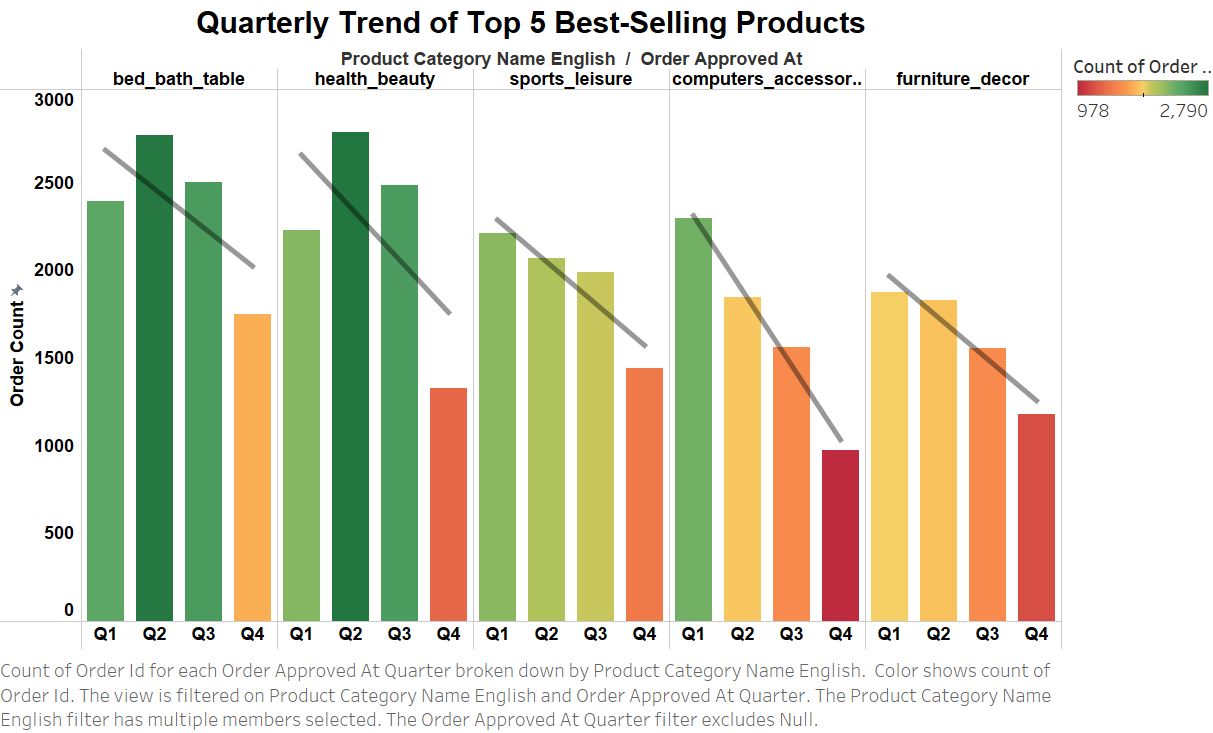 Quarterly Trend of Top 5 Best-Selling Products
Product Category Name English / Order Approved At
bed_bath_table health_beauty sports_leisure computers_accessor.. furniture_decor
Count of Order ..
978 2,790
3000
2500
2000
1500
1000
500
0
Order Count
Q1 Q2 Q3 Q4 Q1 Q2 Q3 Q4 Q1 Q2 Q3 Q4 Q1 Q2 Q3 Q4 Q1 Q2 Q3 Q4
Count of Order Id for each Order Approved At Quarter broken down by Product Category Name English.  Color shows count of
Order Id. The view is filtered on Product Category Name English and Order Approved At Quarter. The Product Category Name
English filter has multiple members selected. The Order Approved At Quarter filter excludes Null.